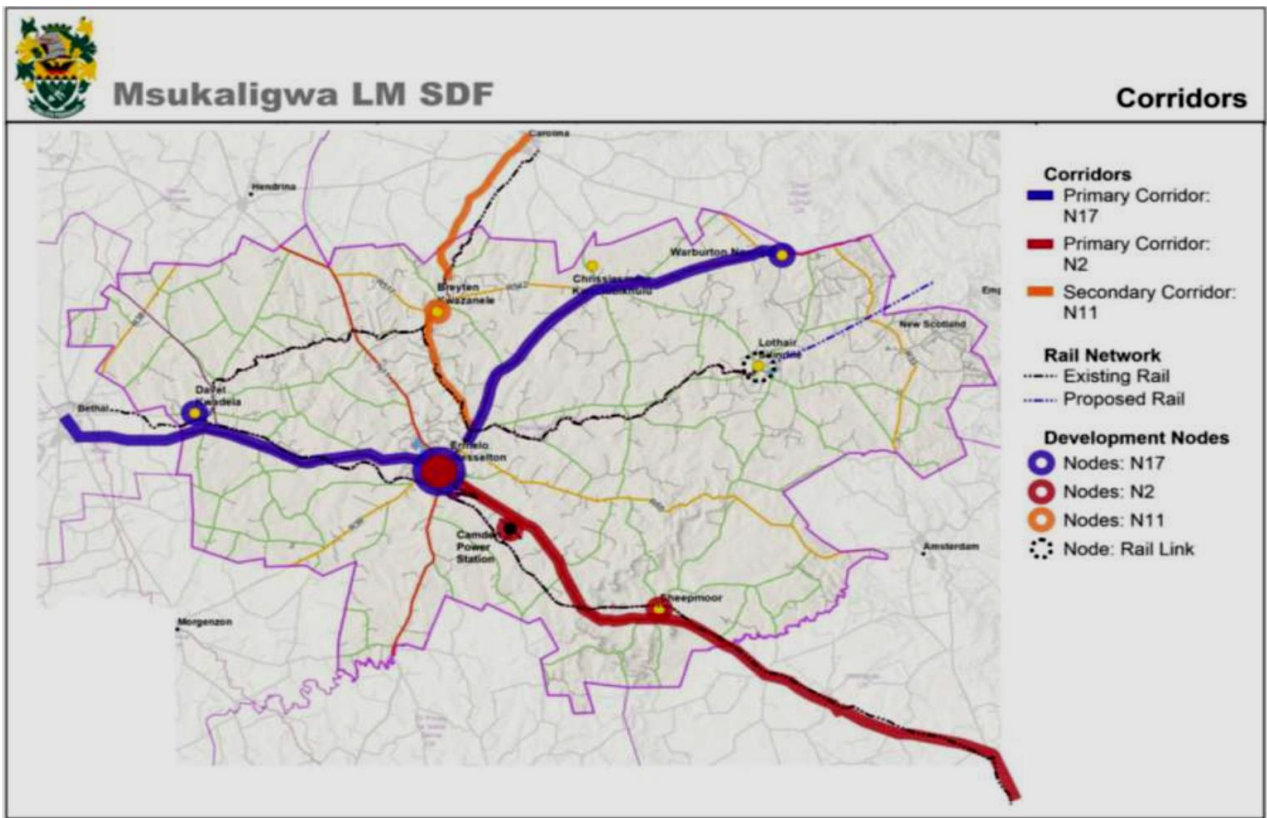 Msukaligwa LM SDF
Corridors
Corridors
Primary Corridor:
N17
Primary Corridor:
N2
Secondary Corridor:
N11
Rail Network
Existing Rail
Proposed Rail
Development Nodes
Nodes: N17
Nodes: N2
Nodes: N11
Node: Rail Link
Carolina
Hendrina
Warburton
Breyten
Kwazanele
New Scotland
Lothair
Davel
Kwadela
Bethal
Ermelo
Camden
Power
Station
Amsterdam
Sheepmoor
Morgenzon